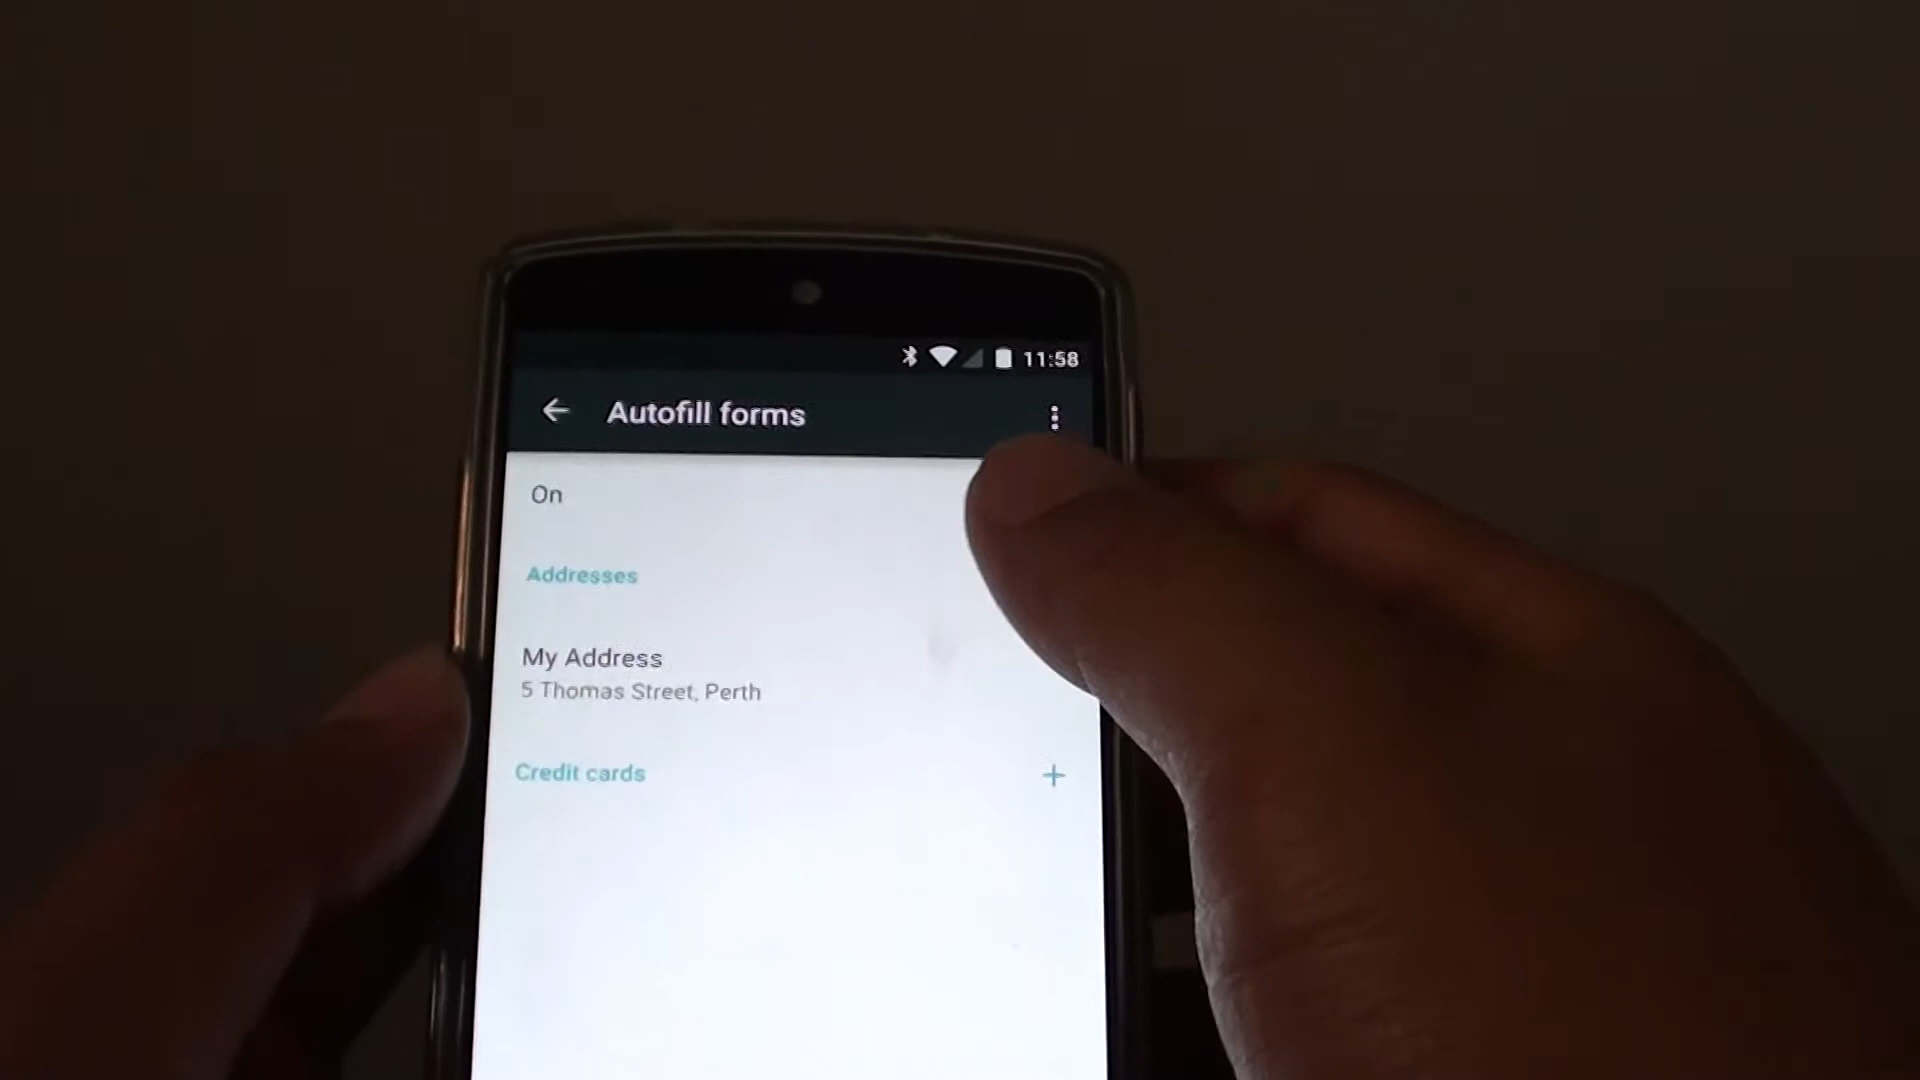 11:58
Autofill forms
On
Addresses
My Address
5 Thomas Street, Perth
Credit cards